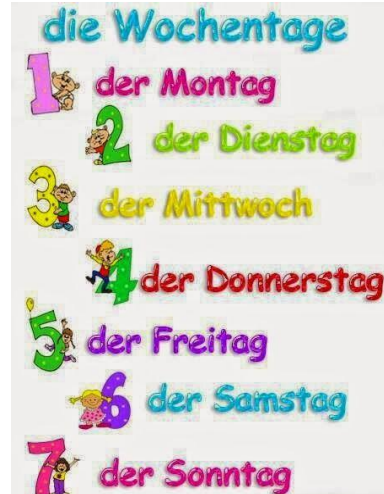 die Wochentage
1 der Montag
2 der Dienstag
3 der Mittwoch
4 der Donnerstag
5 der Freitag
6 der Samstag
7 der Sonntag